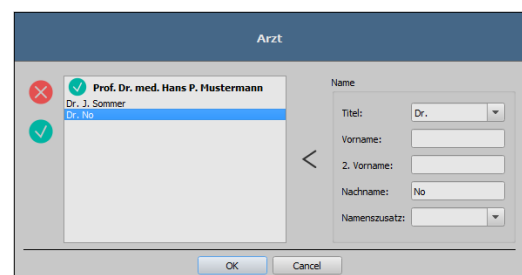 Arzt
Prof. Dr. med. Hans P. Mustermann
Dr. J. Sommer
Dr. No
Name
Titel: Dr.
Vorname:
2. Vorname:
Nachname: No
Namenszusatz:
OK Cancel